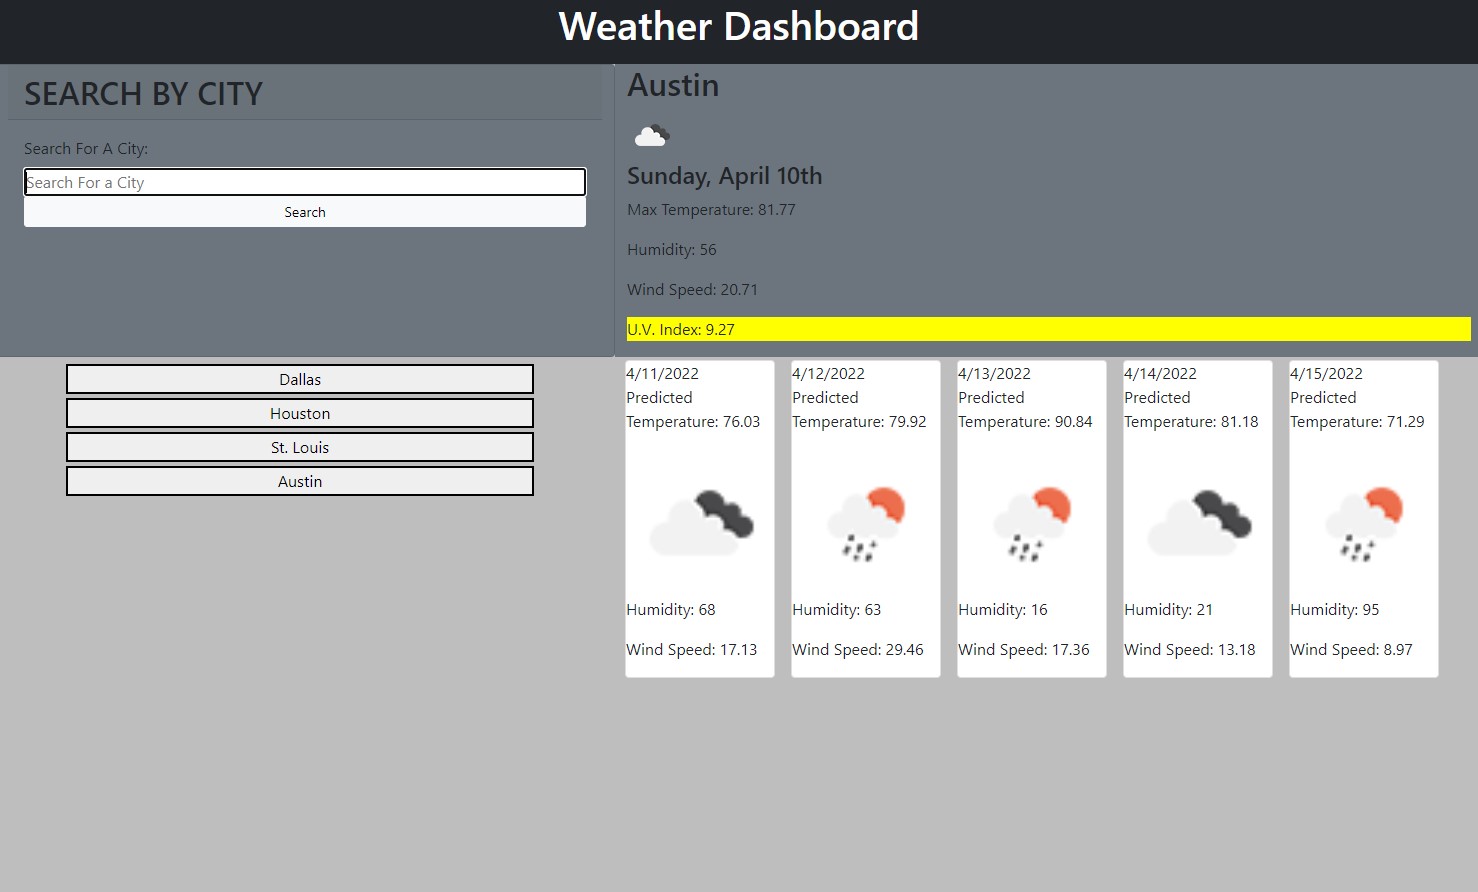 Weather Dashboard
SEARCH BY CITY
Search For A City:
Search For a City
Search
Austin
Sunday, April 10th
Max Temperature: 81.77
Humidity: 56
Wind Speed: 20.71
U.V. Index: 9.27
Dallas
Houston
St. Louis
Austin
4/11/2022
Predicted
Temperature: 76.03
Humidity: 68
Wind Speed: 17.13
4/12/2022
Predicted
Temperature: 79.92
Humidity: 63
Wind Speed: 29.46
4/13/2022
Predicted
Temperature: 90.84
Humidity: 16
Wind Speed: 17.36
4/14/2022
Predicted
Temperature: 81.18
Humidity: 21
Wind Speed: 13.18
4/15/2022
Predicted
Temperature: 71.29
Humidity: 95
Wind Speed: 8.97